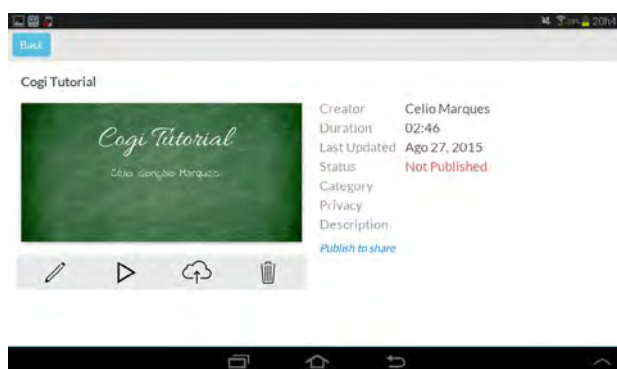 20h4
Back
Cogi Tutorial
Cogi Tutorial
Célio Gonçalo Marques
Creator Celio Marques
Duration 02:46
Last Updated Ago 27, 2015
Status Not Published
Category
Privacy
Description
Publish to share